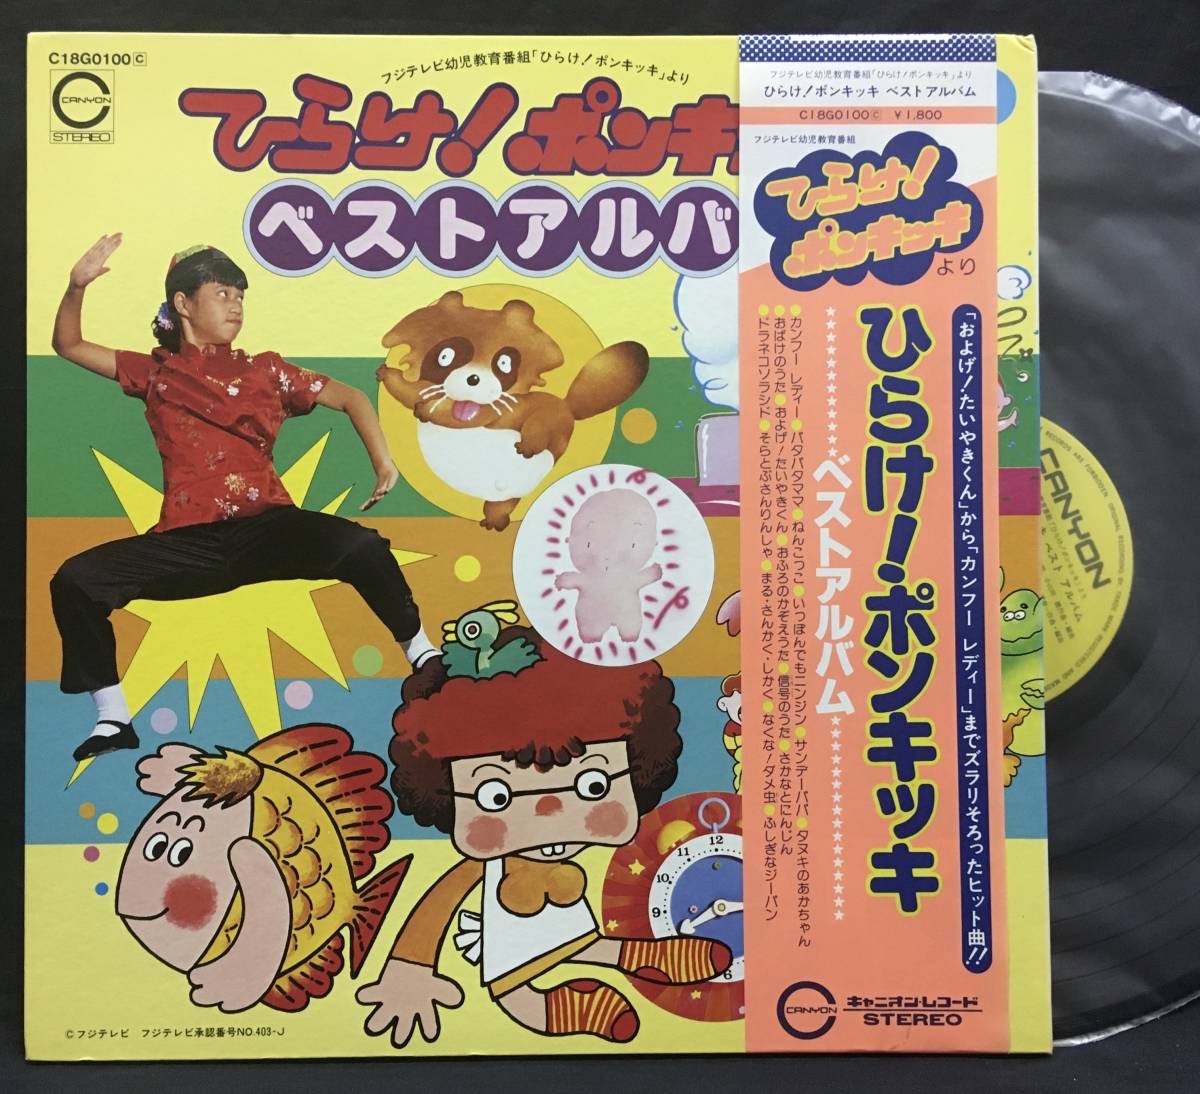 C18G0100 C
CANYON
STEREO
フジテレビ幼児教育番組「ひらけ!ポンキッキ」より
ひらけ!ポンキッ
ベストアルバ
12
11
10
9
6
©フジテレビ フジテレビ承認番号NO.403-J
フジテレビ幼児教育番組「ひらけ!ポンキッキ」より
ひらけ!ポンキッキ ベストアルバム
C18G0100 C ¥1,800
フジテレビ幼児教育番組
ひらけ!
ポンキッキ
より
「およげ!たいやきくん」から「カンフー レディー」までズラリそろったヒット曲!!
ひらけ!ポンキッキ
★★★★★★★★★★★ベストアルバム★★★★★★★★★★★
●カンフー レディー●パタパタママ●ねんこっこ●いっぽんでもニンジン●サンデーパパ●タヌキのあかちゃん
●おばけのうた●およげ!たいやきくん●おふろのかぞえうた●信号のうた●さかなとにんじん
●ドラネコソラシド●そらとぶさんりんしゃ●まる・さんかく・しかく●なくな!ダメ虫●ふしぎなジーパン
CANYON
キャニオン・レコード
STEREO
CANYON
ベスト アルバム